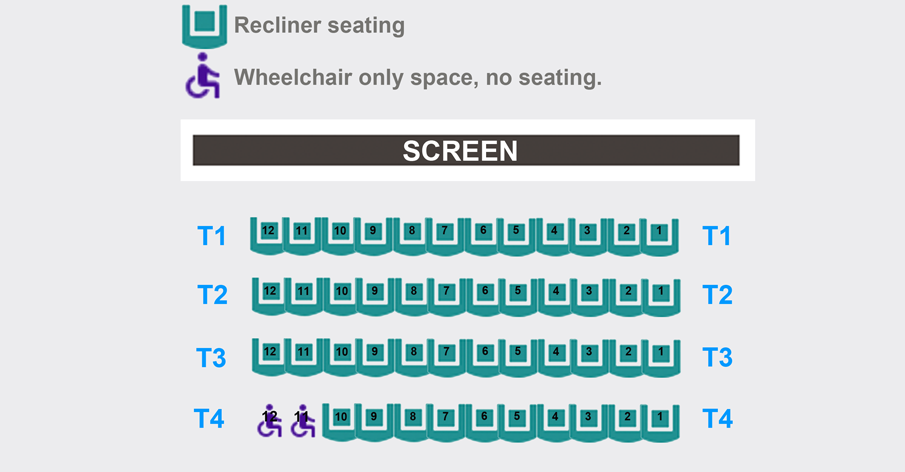 Recliner seating
Wheelchair only space, no seating.
SCREEN
T1 12 11 10 9 8 7 6 5 4 3 2 1 T1
T2 12 11 10 9 8 7 6 5 4 3 2 1 T2
T3 12 11 10 9 8 7 6 5 4 3 2 1 T3
T4 12 11 10 9 8 7 6 5 4 3 2 1 T4